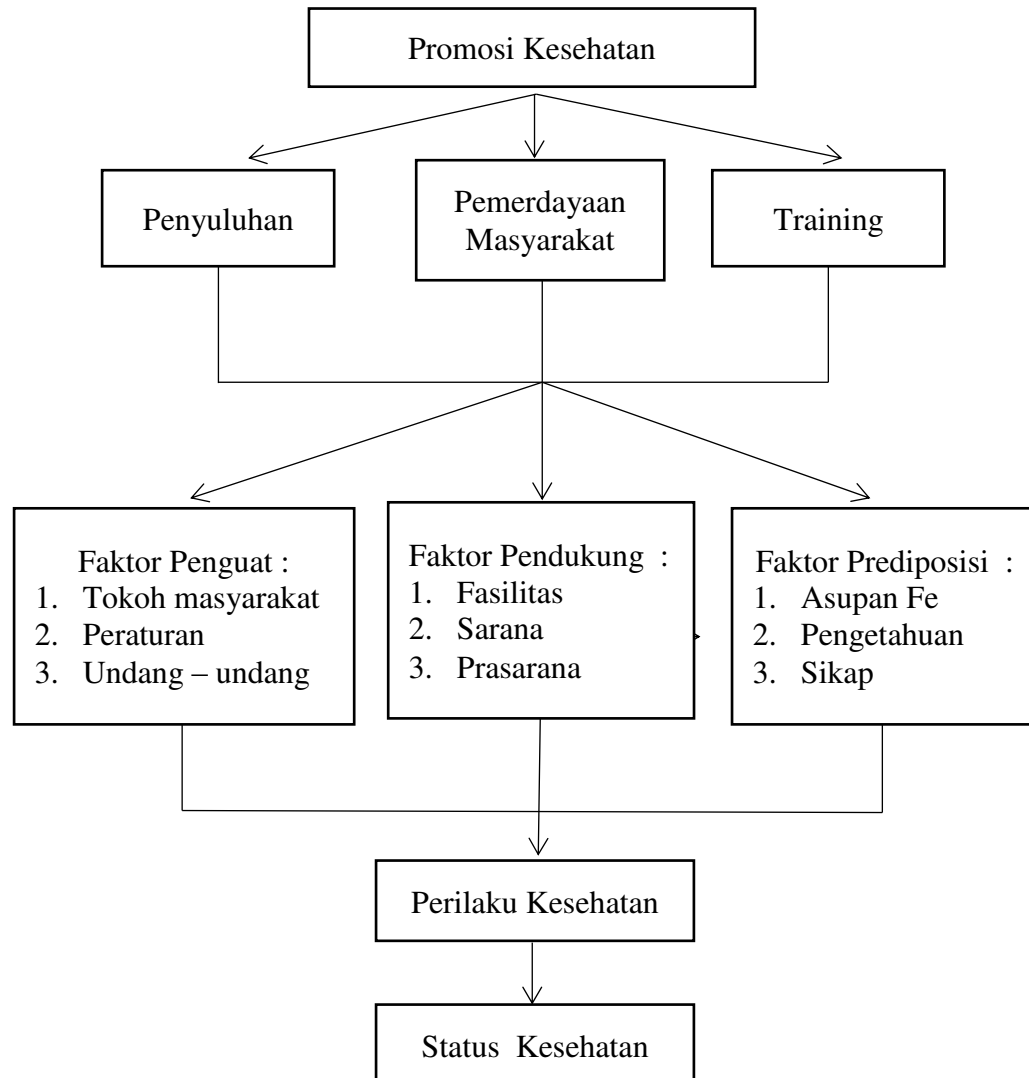 Promosi Kesehatan
Penyuluhan
Pemerdayaan
Masyarakat
Training
Faktor Penguat :
1. Tokoh masyarakat
2. Peraturan
3. Undang – undang
Faktor Pendukung :
1. Fasilitas
2. Sarana
3. Prasarana
Faktor Prediposisi :
1. Asupan Fe
2. Pengetahuan
3. Sikap
Perilaku Kesehatan
Status Kesehatan